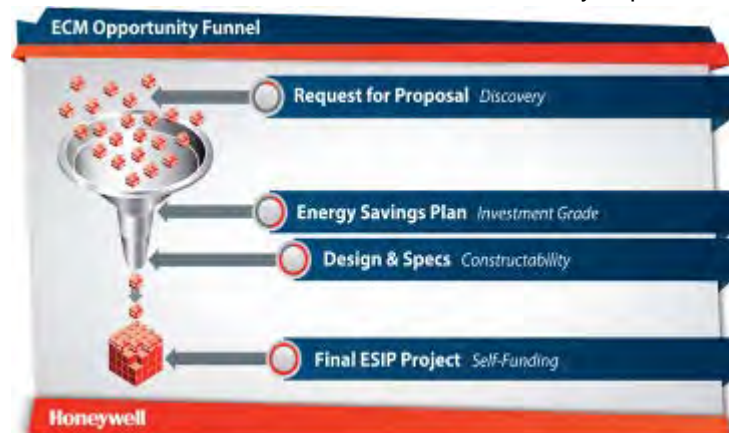 ECM Opportunity Funnel
Request for Proposal Discovery
Energy Savings Plan Investment Grade
Design & Specs Constructability
Final ESIP Project Self-Funding
Honeywell